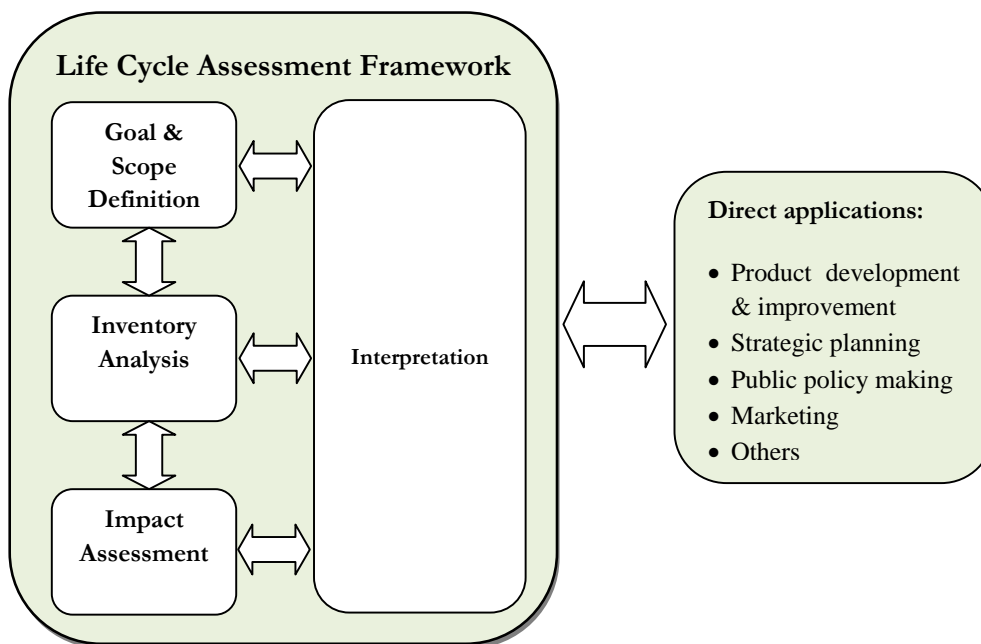 Life Cycle Assessment Framework
Goal &
Scope
Definition
Inventory
Analysis
Impact
Assessment
Interpretation
Direct applications:
• Product development
& improvement
• Strategic planning
• Public policy making
• Marketing
• Others